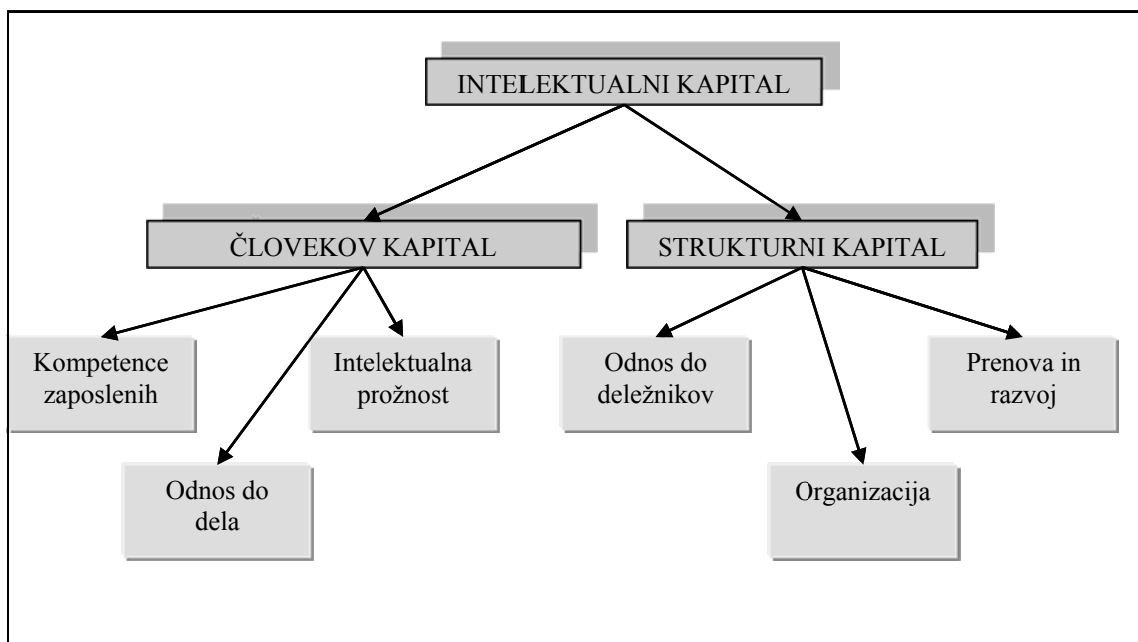 INTELEKTUALNI KAPITAL
ČLOVEKOV KAPITAL
STRUKTURNI KAPITAL
Kompetence
zaposlenih
Intelektualna
prožnost
Odnos do
deležnikov
Prenova in
razvoj
Odnos do
dela
Organizacija